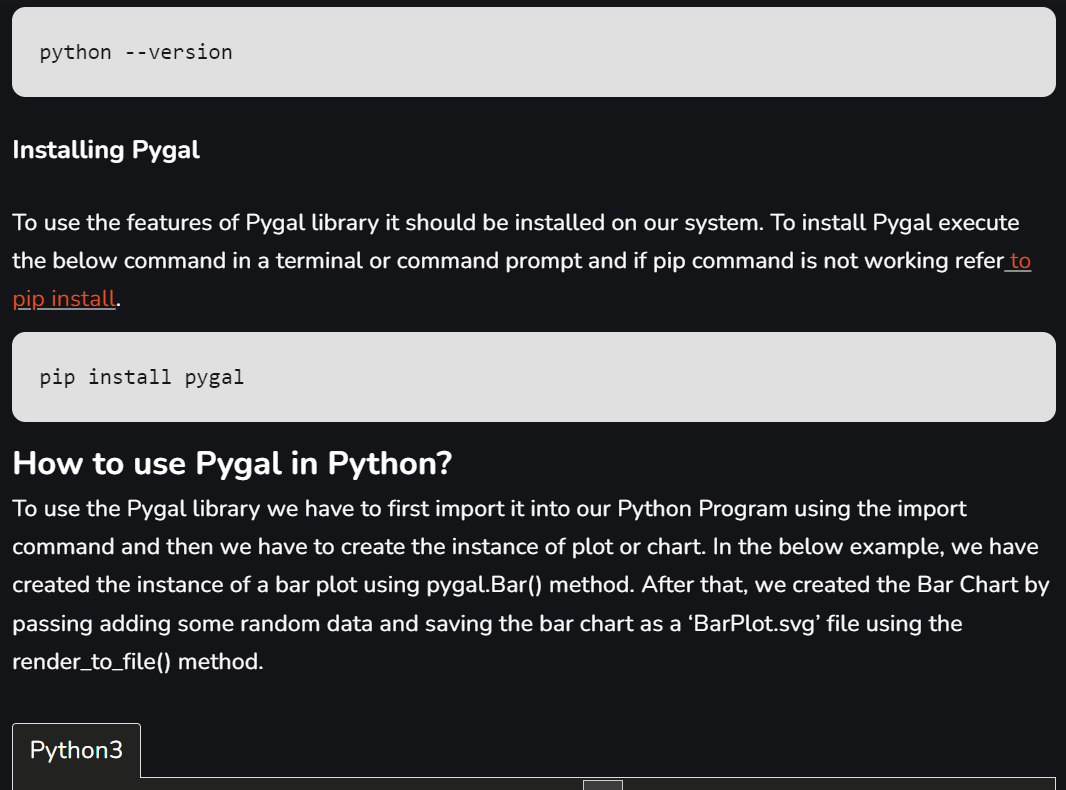 python --version
Installing Pygal
To use the features of Pygal library it should be installed on our system. To install Pygal execute
the below command in a terminal or command prompt and if pip command is not working refer to
pip install.
pip install pygal
How to use Pygal in Python?
To use the Pygal library we have to first import it into our Python Program using the import
command and then we have to create the instance of plot or chart. In the below example, we have
created the instance of a bar plot using pygal.Bar() method. After that, we created the Bar Chart by
passing adding some random data and saving the bar chart as a ‘BarPlot.svg’ file using the
render_to_file() method.
Python3